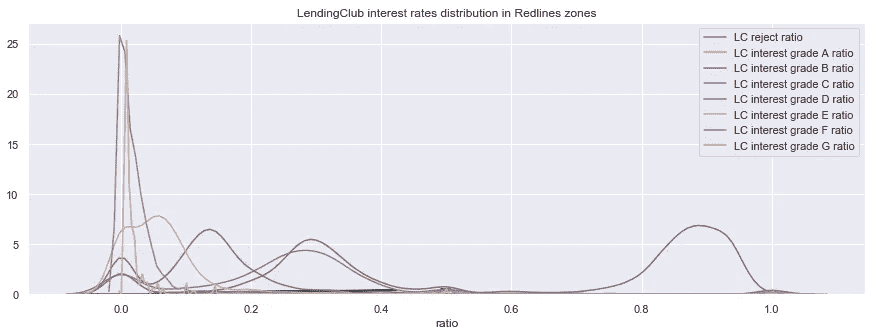 LendingClub interest rates distribution in Redlines zones
LC reject ratio
LC interest grade A ratio
LC interest grade B ratio
LC interest grade C ratio
LC interest grade D ratio
LC interest grade E ratio
LC interest grade F ratio
LC interest grade G ratio
25
20
15
10
5
0
0.0 0.2 0.4 0.6 0.8 1.0
ratio